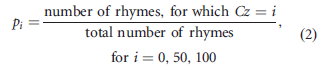 p_i = number of rhymes, for which Cz = i / total number of rhymes , (2)
for i = 0, 50, 100